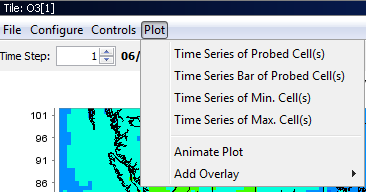 Tile: O3[1]
File Configure Controls Plot
Time Step: 1 06/
Time Series of Probed Cell(s)
Time Series Bar of Probed Cell(s)
Time Series of Min. Cell(s)
Time Series of Max. Cell(s)
Animate Plot
Add Overlay
101
96
91
86